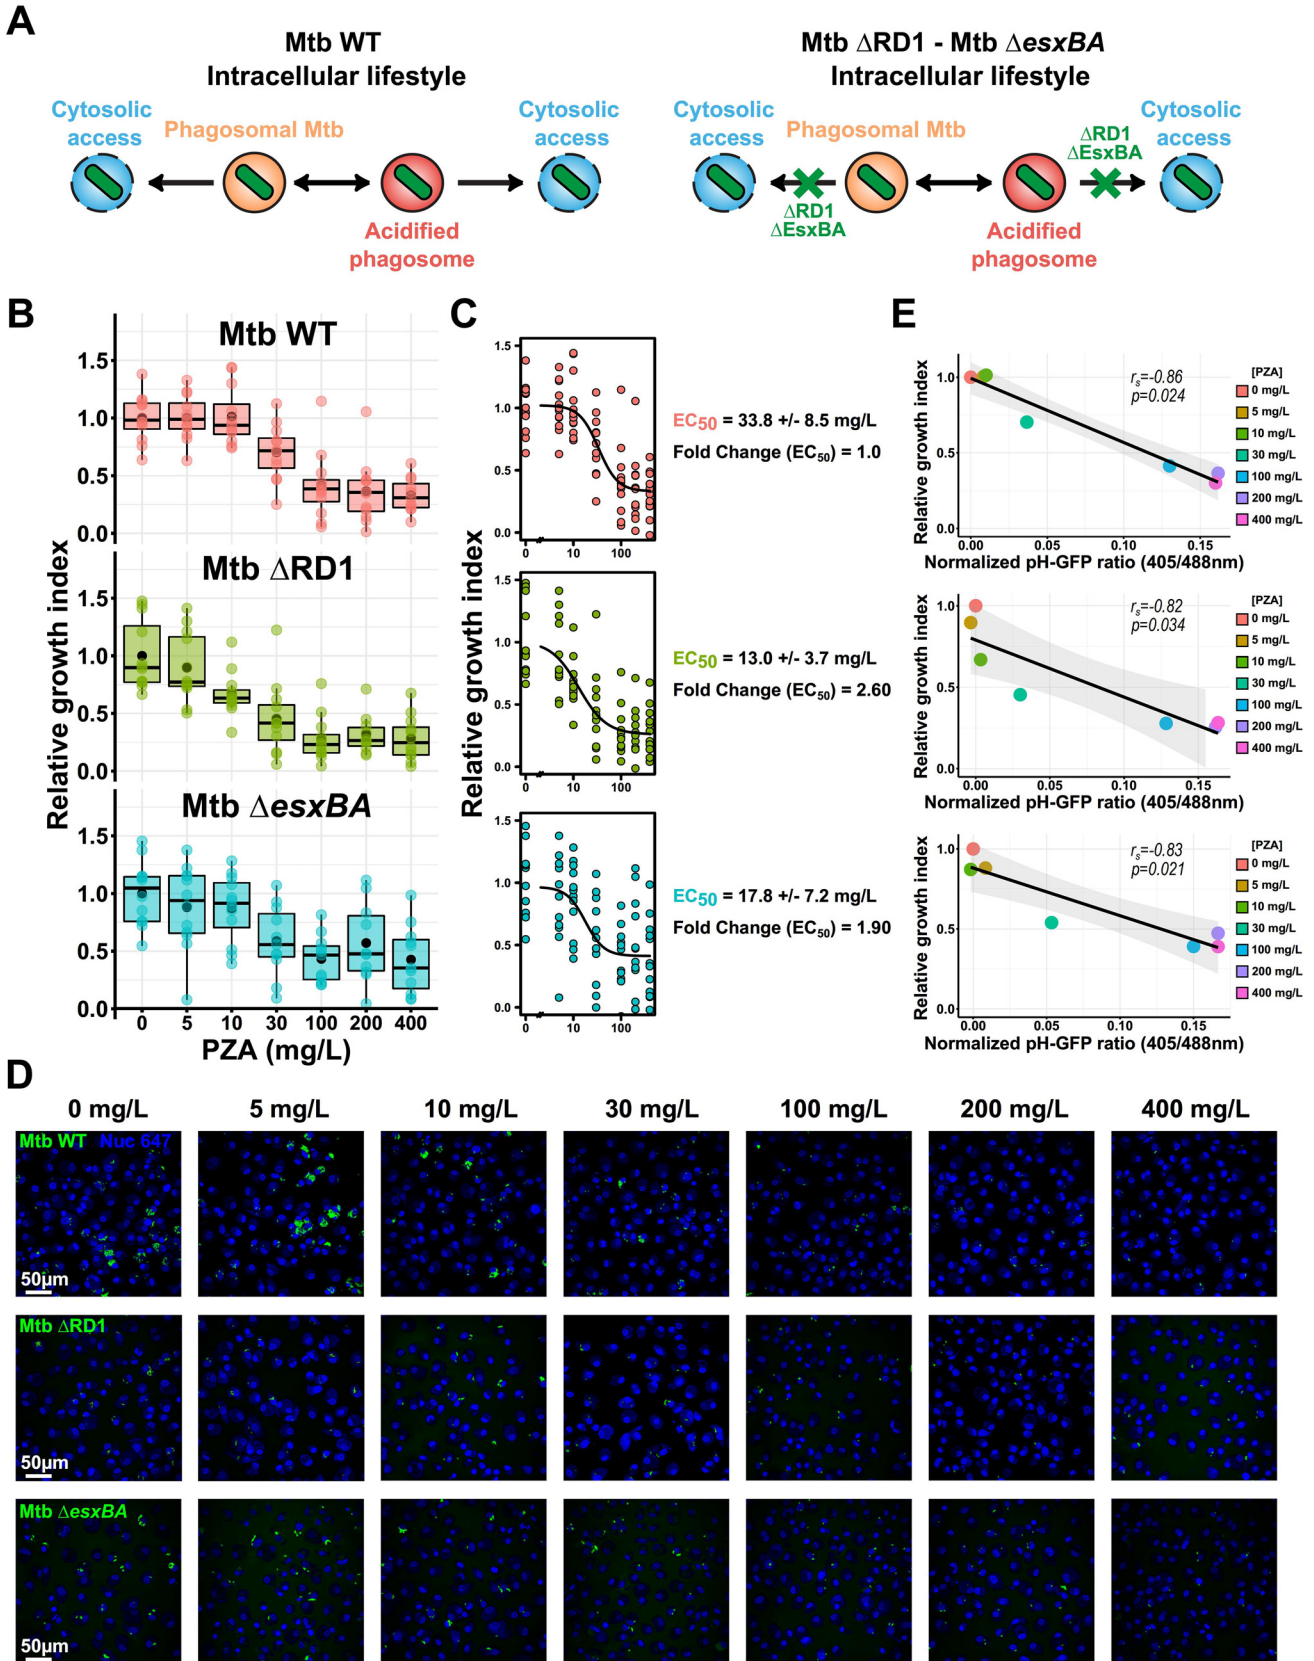 A
Mtb WT
Intracellular lifestyle
Cytosolic
access
Phagosomal Mtb
Acidified
phagosome
Cytosolic
access
Mtb ΔRD1 - Mtb ΔesxBA
Intracellular lifestyle
Cytosolic
access
Phagosomal Mtb
ΔRD1
ΔEsxBA
Acidified
phagosome
ΔRD1
ΔEsxBA
Cytosolic
access
B
Relative growth index
Mtb WT
1.5
1.0
0.5
0.0
Mtb ΔRD1
1.5
1.0
0.5
0.0
Mtb ΔesxBA
1.5
1.0
0.5
0.0
0 5 10 30 100 200 400
PZA (mg/L)
C
Relative growth index
1.5
1.0
0.5
0.0
0 10 100
EC50 = 33.8 +/- 8.5 mg/L
Fold Change (EC50) = 1.0
1.5
1.0
0.5
0.0
0 10 100
EC50 = 13.0 +/- 3.7 mg/L
Fold Change (EC50) = 2.60
1.5
1.0
0.5
0.0
0 10 100
EC50 = 17.8 +/- 7.2 mg/L
Fold Change (EC50) = 1.90
E
Relative growth index
1.0
0.5
0.0
rs=-0.86
p=0.024
0.00 0.05 0.10 0.15
Normalized pH-GFP ratio (405/488nm)
[PZA]
0 mg/L
5 mg/L
10 mg/L
30 mg/L
100 mg/L
200 mg/L
400 mg/L
Relative growth index
1.0
0.5
0.0
rs=-0.82
p=0.034
0.00 0.05 0.10 0.15
Normalized pH-GFP ratio (405/488nm)
[PZA]
0 mg/L
5 mg/L
10 mg/L
30 mg/L
100 mg/L
200 mg/L
400 mg/L
Relative growth index
1.0
0.5
0.0
rs=-0.83
p=0.021
0.00 0.05 0.10 0.15
Normalized pH-GFP ratio (405/488nm)
[PZA]
0 mg/L
5 mg/L
10 mg/L
30 mg/L
100 mg/L
200 mg/L
400 mg/L
D
0 mg/L 5 mg/L 10 mg/L 30 mg/L 100 mg/L 200 mg/L 400 mg/L
Mtb WT Nuc 647
50μm
Mtb ΔRD1
50μm
Mtb ΔesxBA
50μm